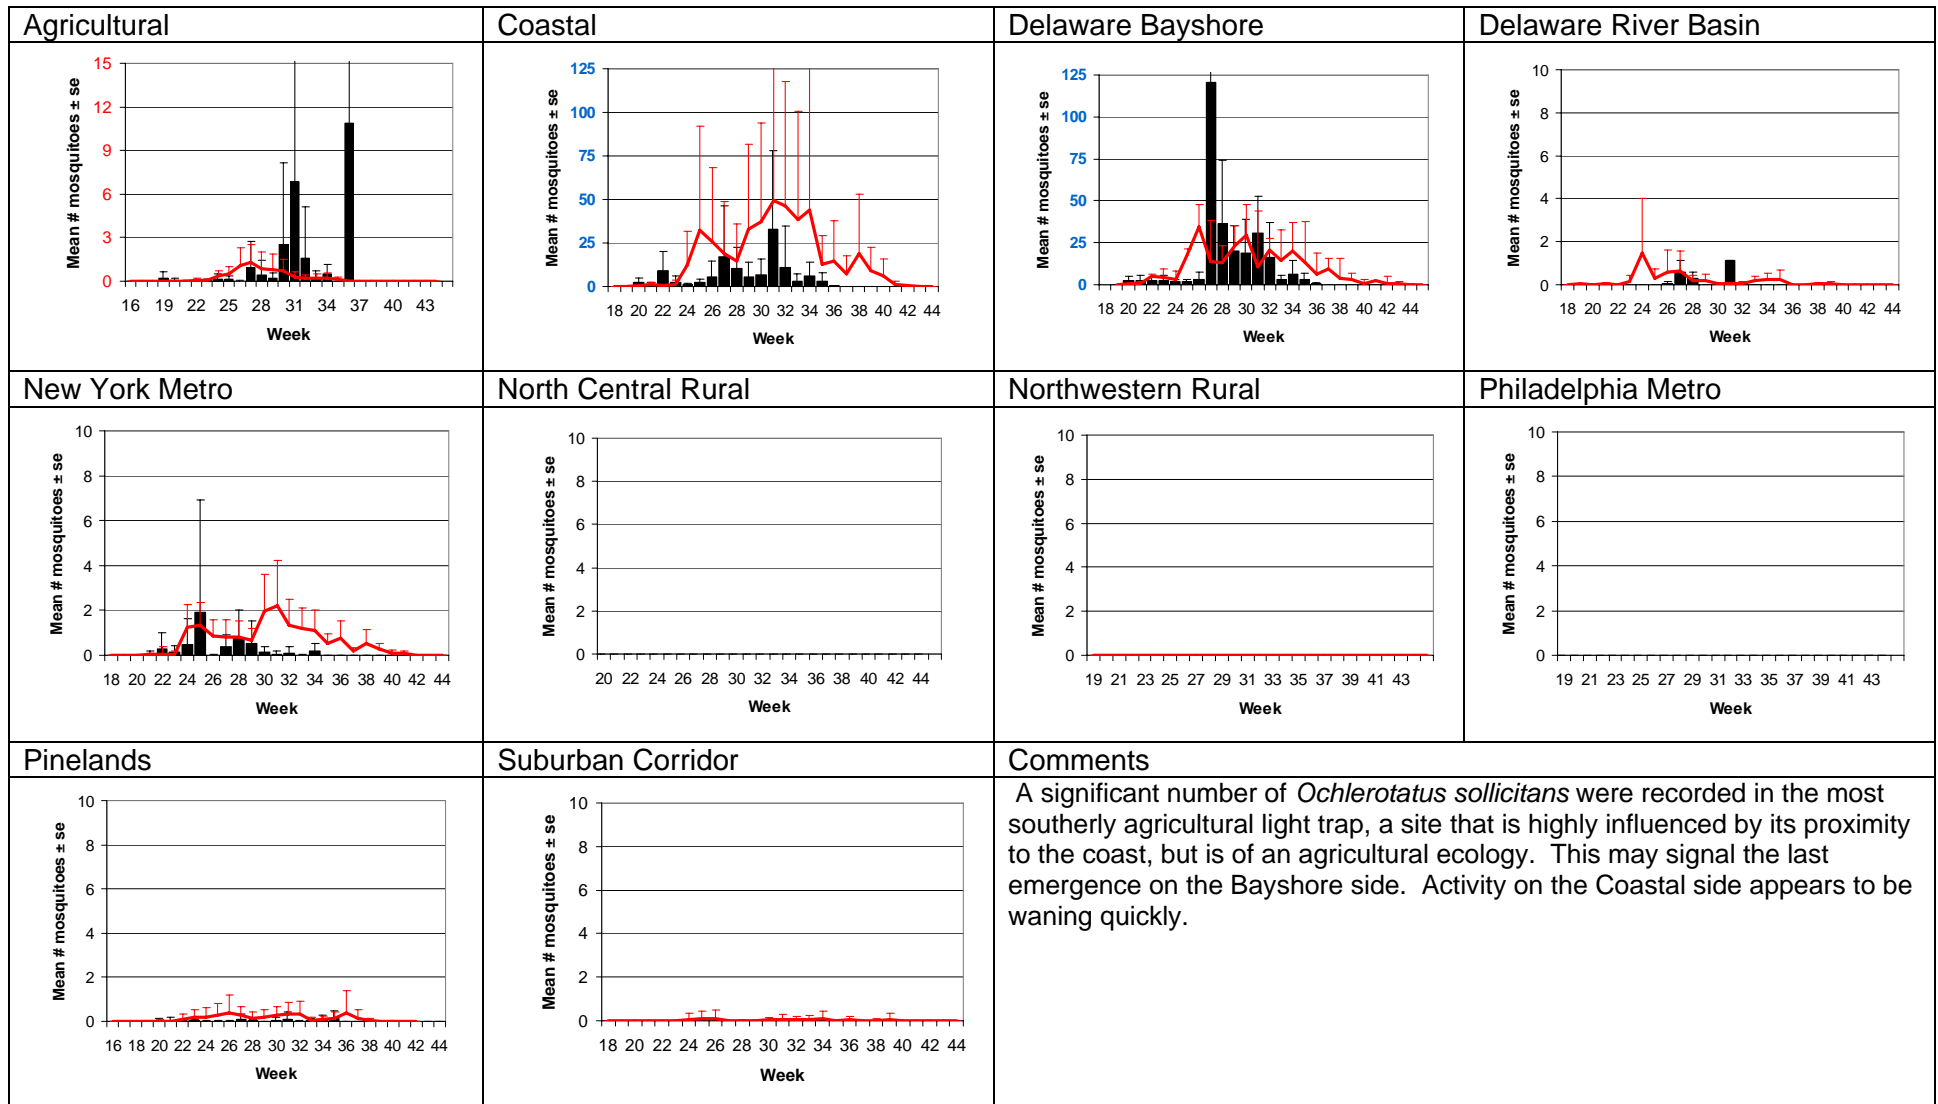 Agricultural
15
12
9
6
3
0
Mean # mosquitoes ± se
16 19 22 25 28 31 34 37 40 43
Week
Coastal
125
100
75
50
25
0
Mean # mosquitoes ± se
18 20 22 24 26 28 30 32 34 36 38 40 42 44
Week
Delaware Bayshore
125
100
75
50
25
0
Mean # mosquitoes ± se
18 20 22 24 26 28 30 32 34 36 38 40 42 44
Week
Delaware River Basin
10
8
6
4
2
0
Mean # mosquitoes ± se
18 20 22 24 26 28 30 32 34 36 38 40 42 44
Week
New York Metro
10
8
6
4
2
0
Mean # mosquitoes ± se
18 20 22 24 26 28 30 32 34 36 38 40 42 44
Week
North Central Rural
10
8
6
4
2
0
Mean # mosquitoes ± se
20 22 24 26 28 30 32 34 36 38 40 42 44
Week
Northwestern Rural
10
8
6
4
2
0
Mean # mosquitoes ± se
19 21 23 25 27 29 31 33 35 37 39 41 43
Week
Philadelphia Metro
10
8
6
4
2
0
Mean # mosquitoes ± se
19 21 23 25 27 29 31 33 35 37 39 41 43
Week
Pinelands
10
8
6
4
2
0
Mean # mosquitoes ± se
16 18 20 22 24 26 28 30 32 34 36 38 40 42 44
Week
Suburban Corridor
10
8
6
4
2
0
Mean # mosquitoes ± se
18 20 22 24 26 28 30 32 34 36 38 40 42 44
Week
Comments
A significant number of Ochlerotatus sollicitans were recorded in the most
southerly agricultural light trap, a site that is highly influenced by its proximity
to the coast, but is of an agricultural ecology. This may signal the last
emergence on the Bayshore side. Activity on the Coastal side appears to be
waning quickly.